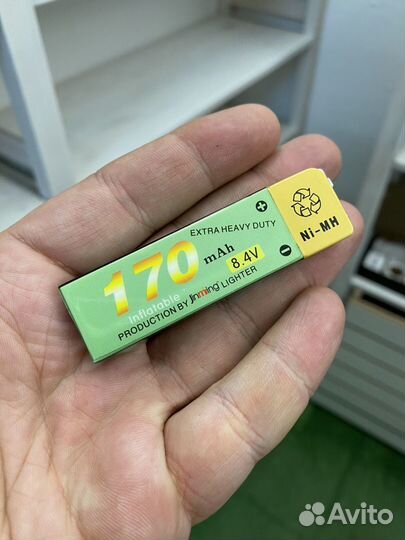 EXTRA HEAVY DUTY
170 mAh
8.4V
Inflatable
PRODUCTION BY Jinming LIGHTER
Ni-MH
Avito